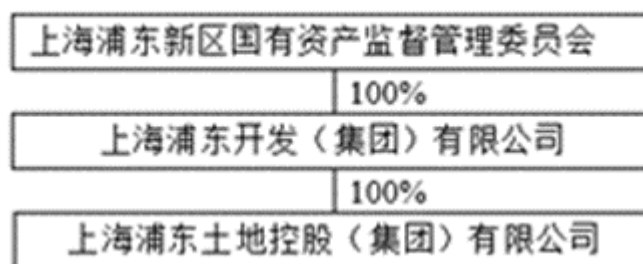 上海浦东新区国有资产监督管理委员会
100%
上海浦东开发（集团）有限公司
100%
上海浦东土地控股（集团）有限公司